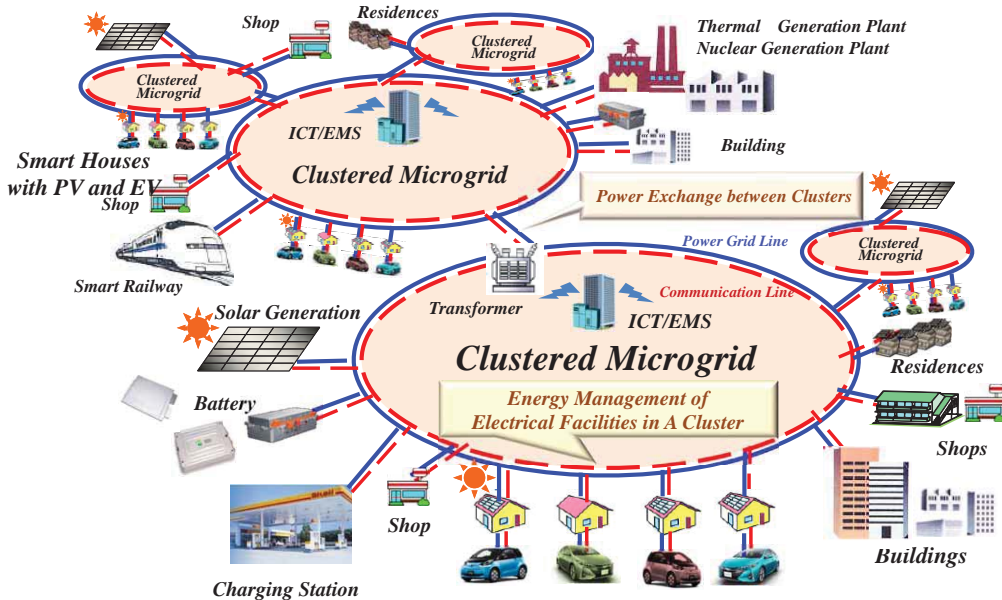 Shop
Residences
Clustered
Microgrid
Thermal Generation Plant
Nuclear Generation Plant
Clustered
Microgrid
ICT/EMS
Clustered Microgrid
Building
Smart Houses
with PV and EV
Shop
Power Exchange between Clusters
Smart Railway
Power Grid Line
Clustered
Microgrid
Transformer
Communication Line
Solar Generation
ICT/EMS
Clustered Microgrid
Residences
Battery
Energy Management of
Electrical Facilities in A Cluster
Shops
Shop
Buildings
Charging Station